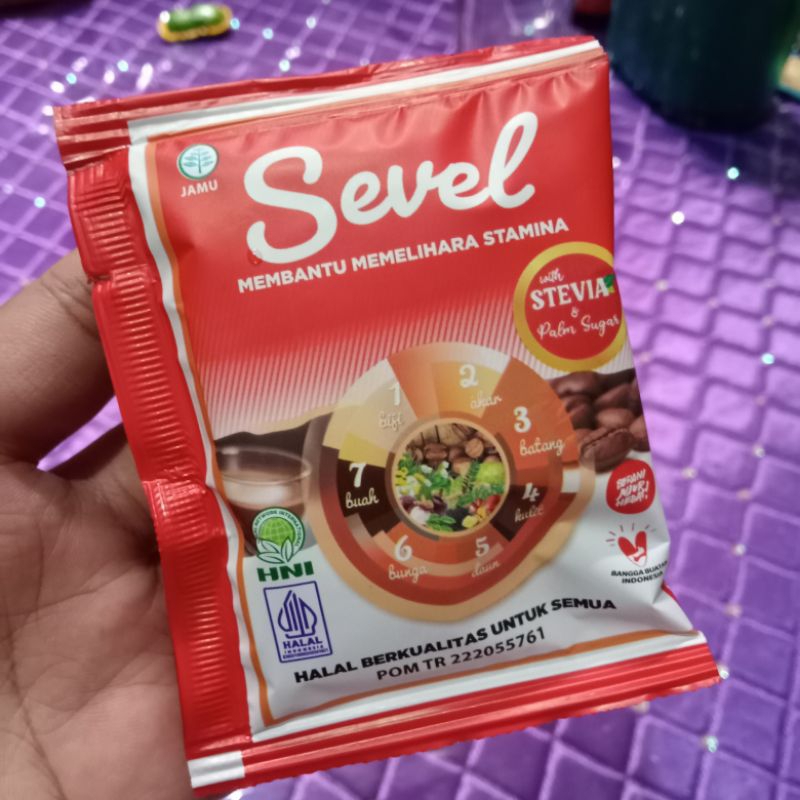 JAMU
Sevel
MEMBANTU MEMELIHARA STAMINA
with
STEVIA
&
Palm Sugar
1
biji
2
akar
3
batang
4
kulit
5
daun
6
bunga
7
buah
HNI
HALAL
INDONESIA
BANGGA BUATAN
INDONESIA
HALAL BERKUALITAS UNTUK SEMUA
POM TR 222055761